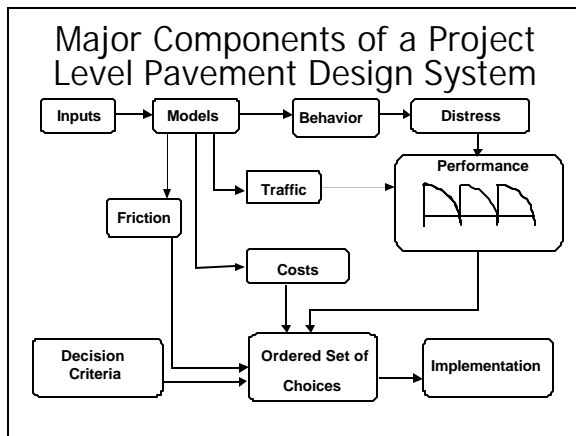 Major Components of a Project
Level Pavement Design System
Inputs
Models
Behavior
Distress
Performance
Traffic
Friction
Costs
Decision
Criteria
Ordered Set of
Choices
Implementation